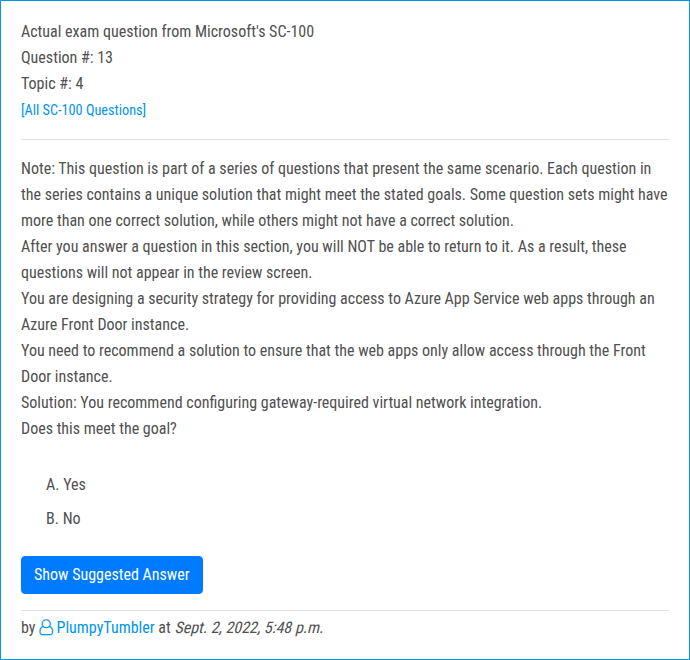 Actual exam question from Microsoft's SC-100
Question #: 13
Topic #: 4
[All SC-100 Questions]
Note: This question is part of a series of questions that present the same scenario. Each question in
the series contains a unique solution that might meet the stated goals. Some question sets might have
more than one correct solution, while others might not have a correct solution.
After you answer a question in this section, you will NOT be able to return to it. As a result, these
questions will not appear in the review screen.
You are designing a security strategy for providing access to Azure App Service web apps through an
Azure Front Door instance.
You need to recommend a solution to ensure that the web apps only allow access through the Front
Door instance.
Solution: You recommend configuring gateway-required virtual network integration.
Does this meet the goal?
A. Yes
B. No
Show Suggested Answer
by PlumpyTumbler at Sept. 2, 2022, 5:48 p.m.